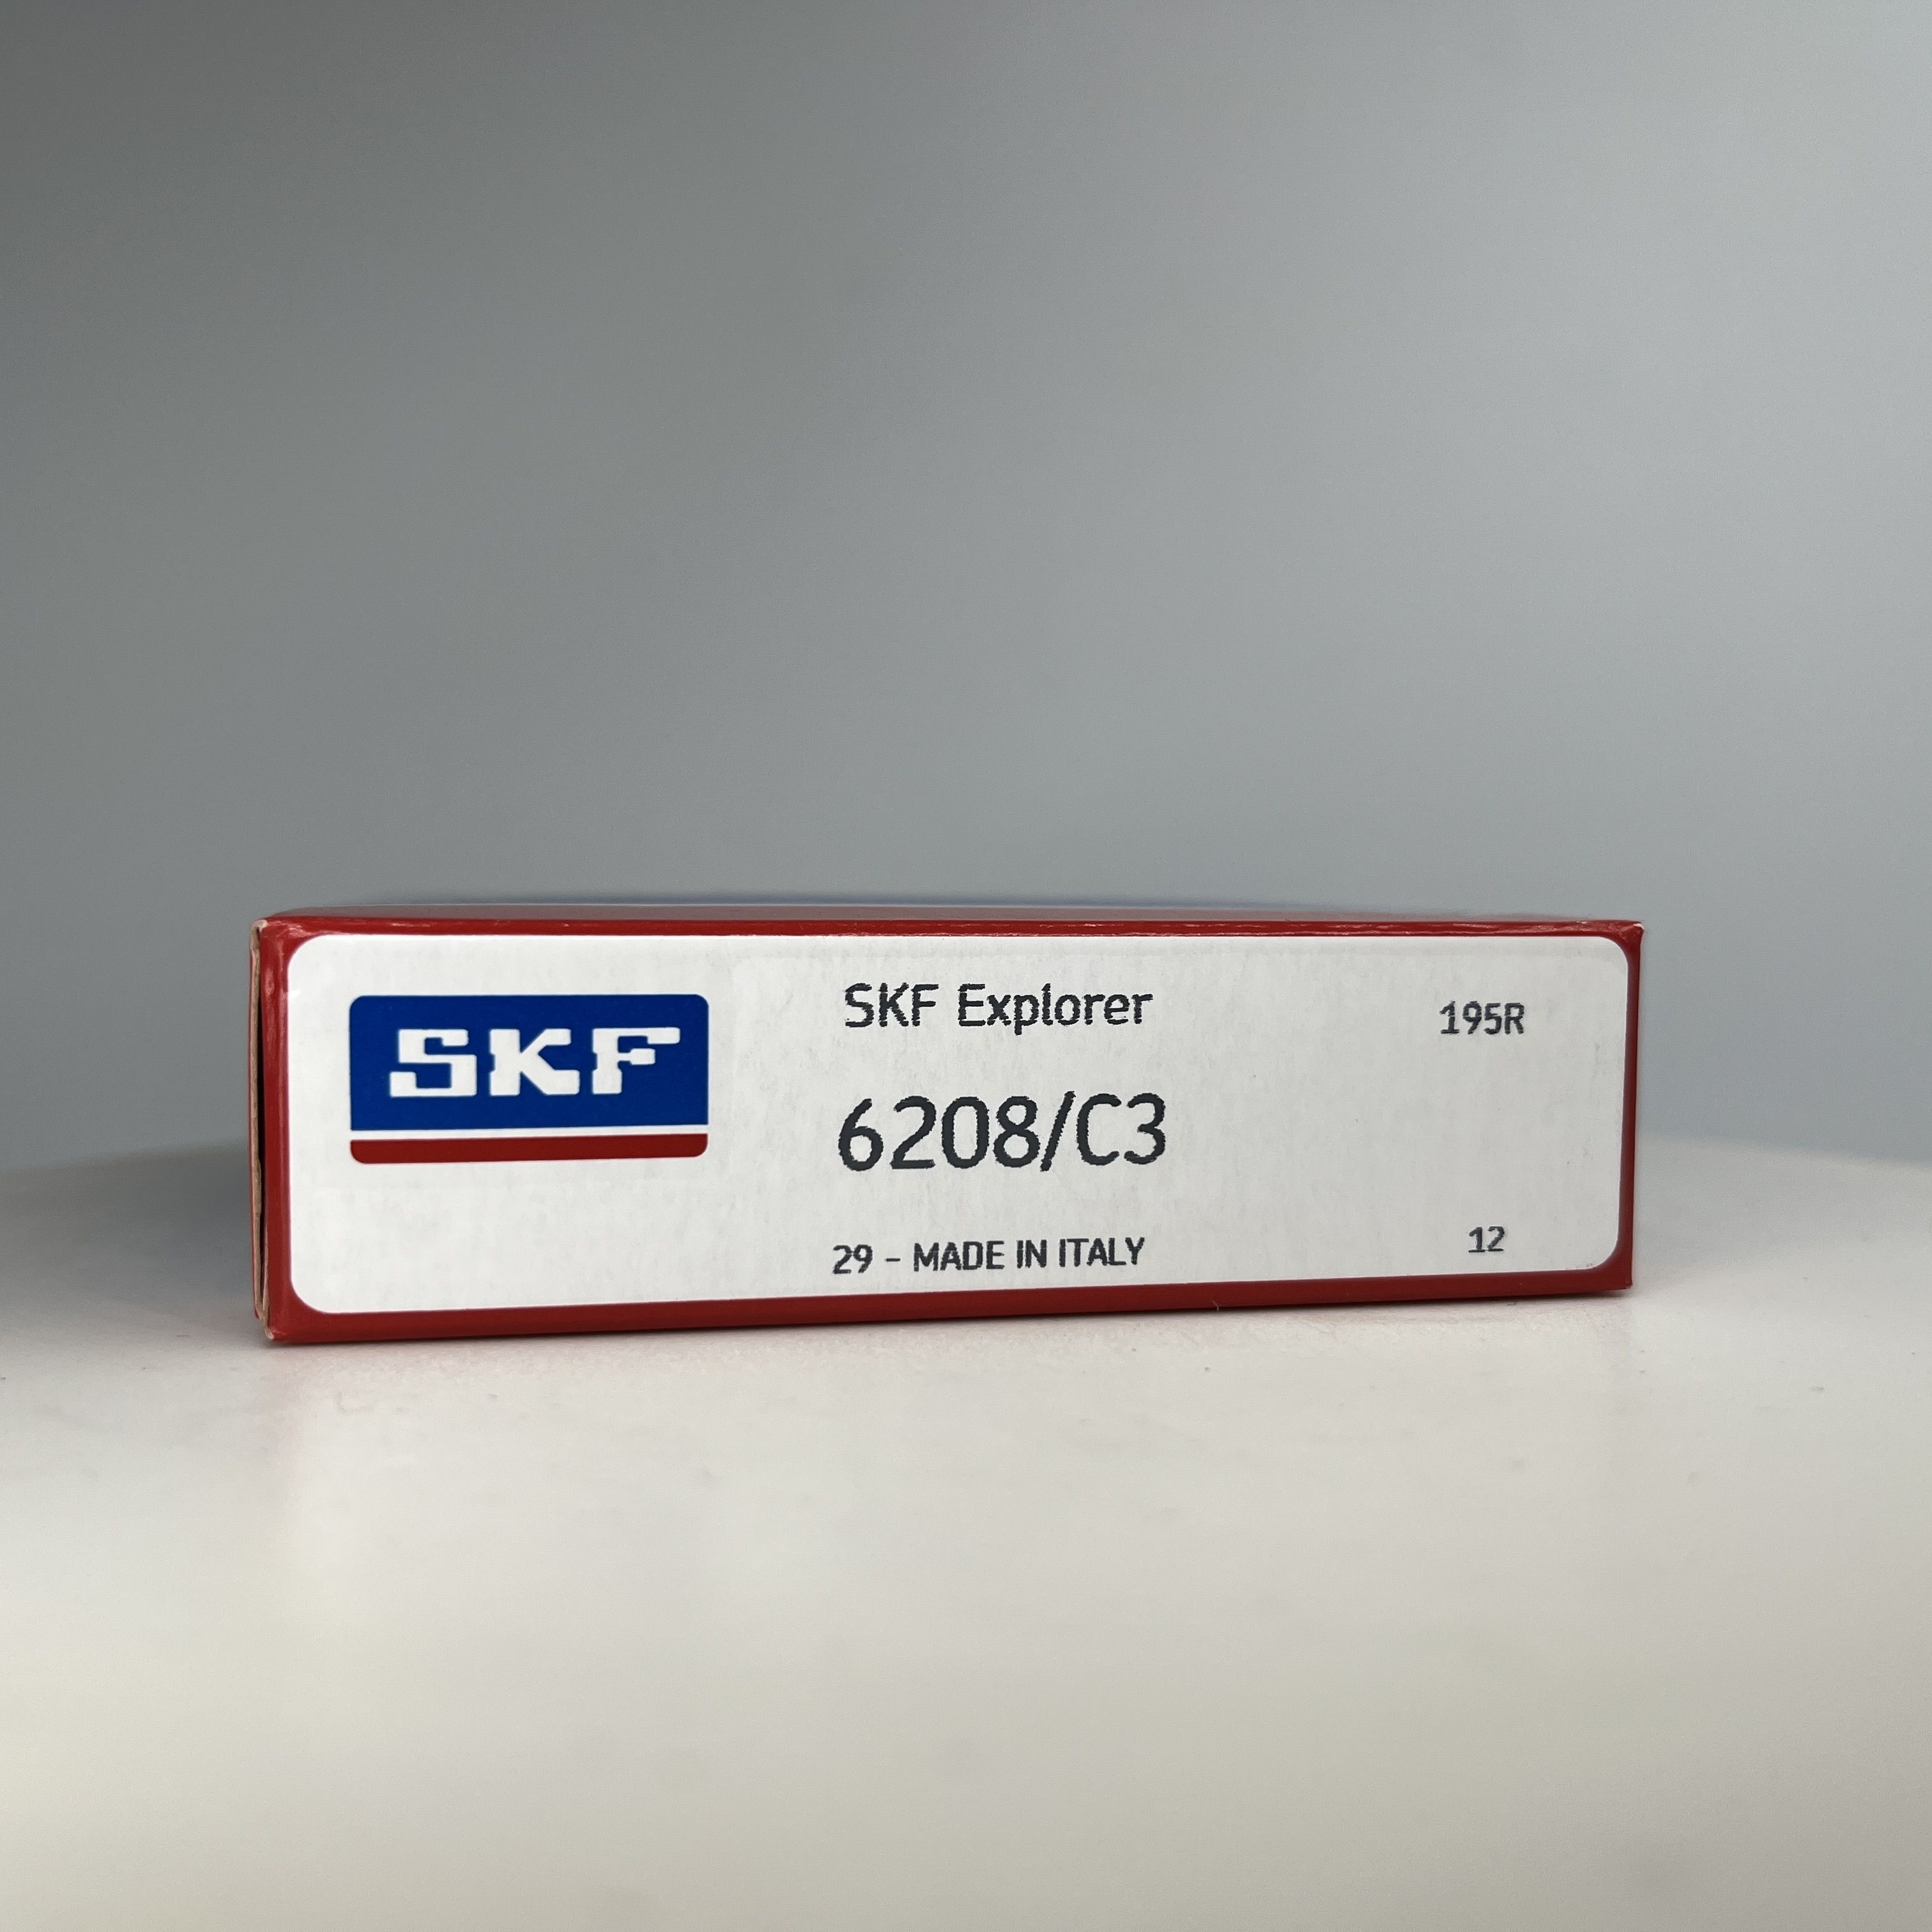 SKF
SKF Explorer
195R
6208/C3
29 - MADE IN ITALY
12